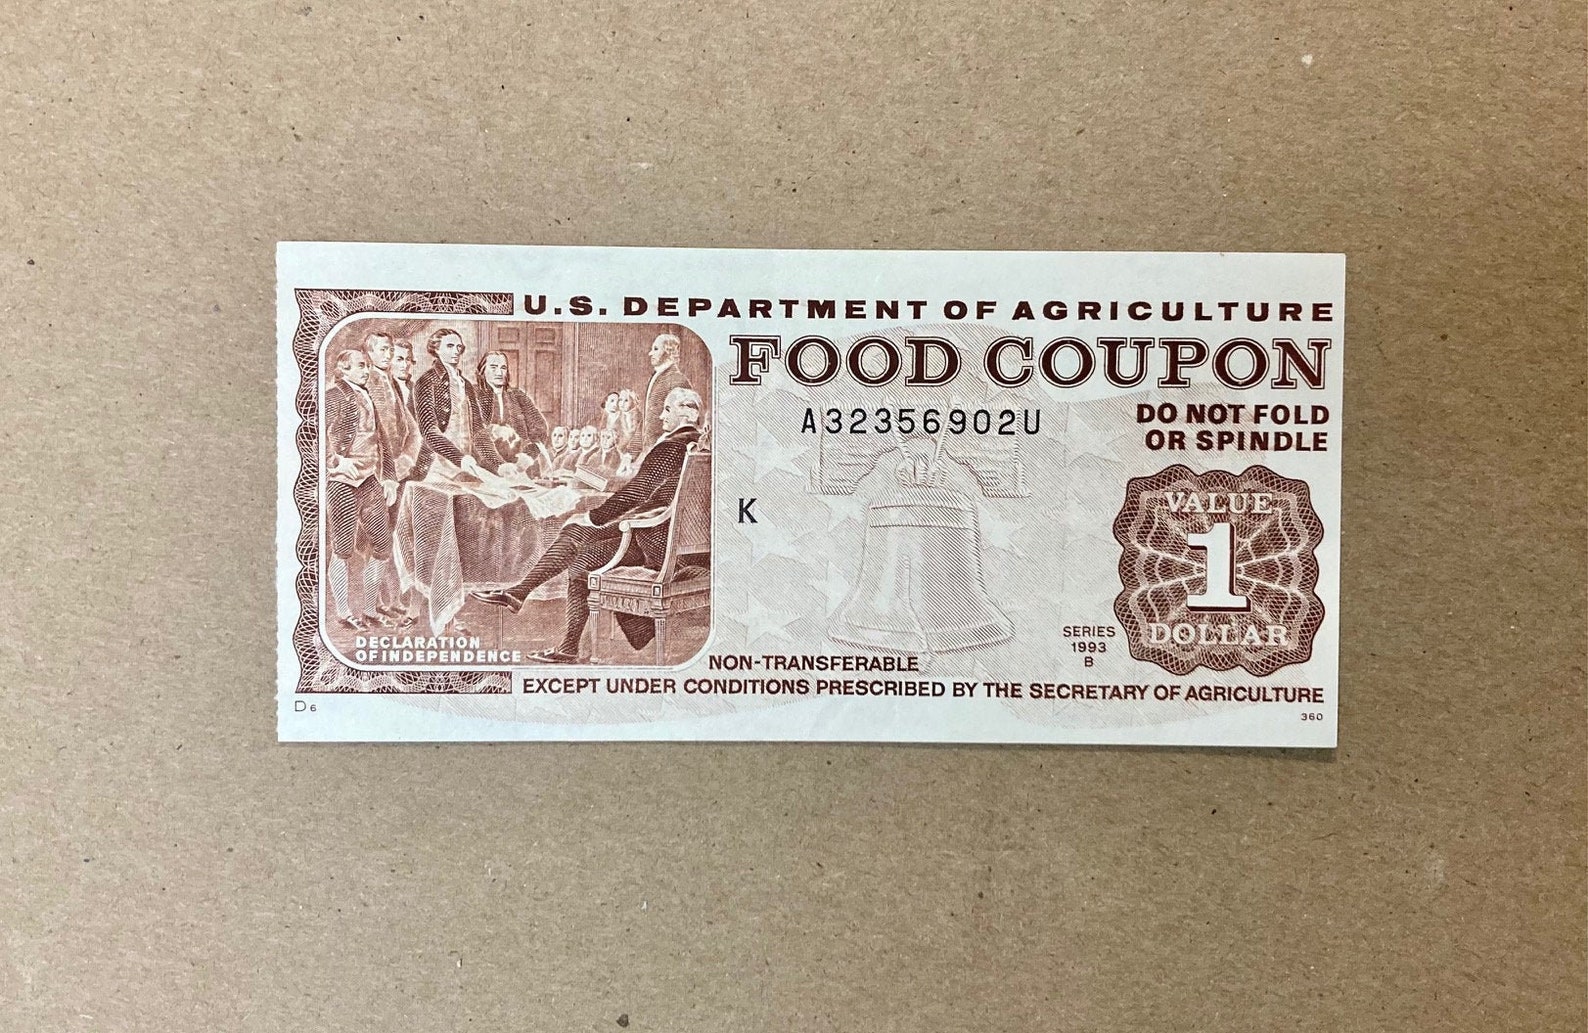 U.S. DEPARTMENT OF AGRICULTURE
FOOD COUPON
A32356902U
DO NOT FOLD
OR SPINDLE
K
VALUE
1
DOLLAR
SERIES
1993
B
DECLARATION
OF INDEPENDENCE
NON-TRANSFERABLE
EXCEPT UNDER CONDITIONS PRESCRIBED BY THE SECRETARY OF AGRICULTURE
D 6
360